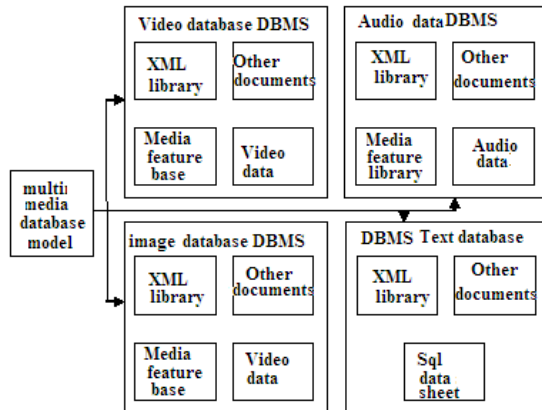 Video database DBMS
XML
library
Other
documents
Media
feature
base
Video
data
Audio data DBMS
XML
library
Other
documents
Media
feature
library
Audio
data
multi
media
database
model
image database DBMS
XML
library
Other
documents
Media
feature
base
Video
data
DBMS Text database
XML
library
Other
documents
Sql
data
sheet